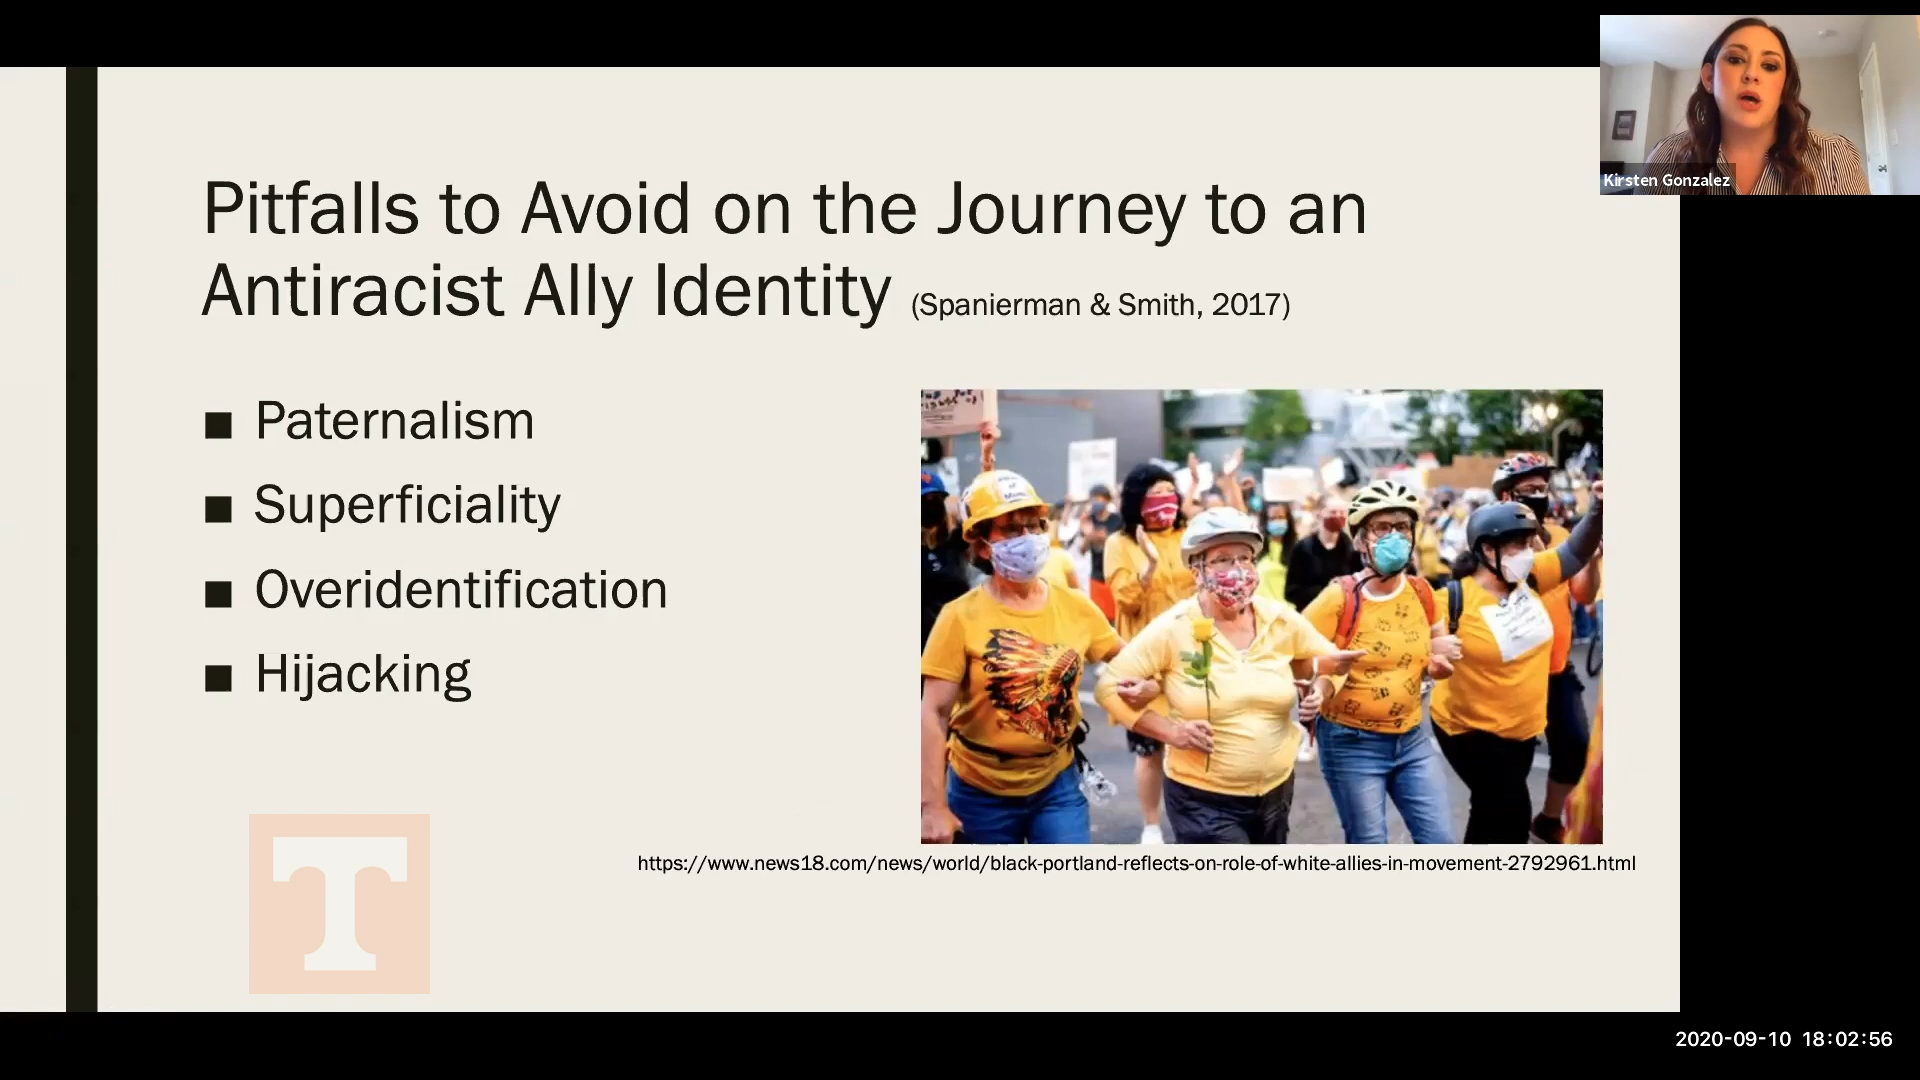 Pitfalls to Avoid on the Journey to an
Antiracist Ally Identity (Spanierman & Smith, 2017)
■ Paternalism
■ Superficiality
■ Overidentification
■ Hijacking
https://www.news18.com/news/world/black-portland-reflects-on-role-of-white-allies-in-movement-2792961.html
T
Kirsten Gonzalez
2020-09-10 18:02:56